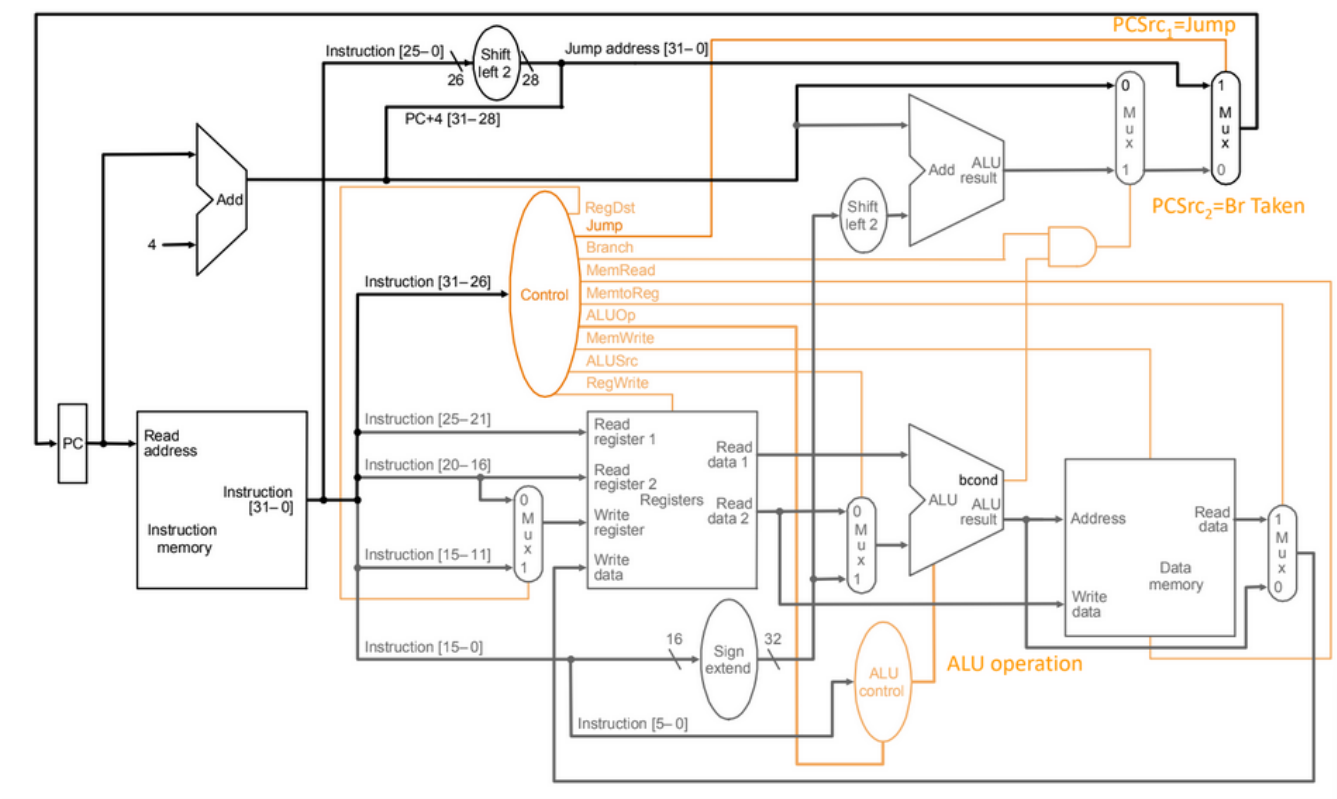 PCSrc1=Jump
Instruction [25–0]
26
Shift
left 2
28
Jump address [31–0]
PC+4 [31–28]
0
M
u
x
1
1
M
u
x
0
Add
4
Add
ALU
result
Shift
left 2
PCSrc2=Br Taken
RegDst
Jump
Branch
MemRead
MemtoReg
ALUOp
MemWrite
ALUSrc
RegWrite
Control
Instruction [31–26]
PC
Read
address
Instruction
[31–0]
Instruction
memory
Instruction [25–21]
Instruction [20–16]
Instruction [15–11]
0
M
u
x
1
Read
register 1
Read
register 2
Write
register
Write
data
Registers
Read
data 1
Read
data 2
0
M
u
x
1
bcond
ALU
ALU
result
Address
Write
data
Read
data
Data
memory
1
M
u
x
0
Instruction [15–0]
16
Sign
extend
32
ALU
control
ALU operation
Instruction [5–0]